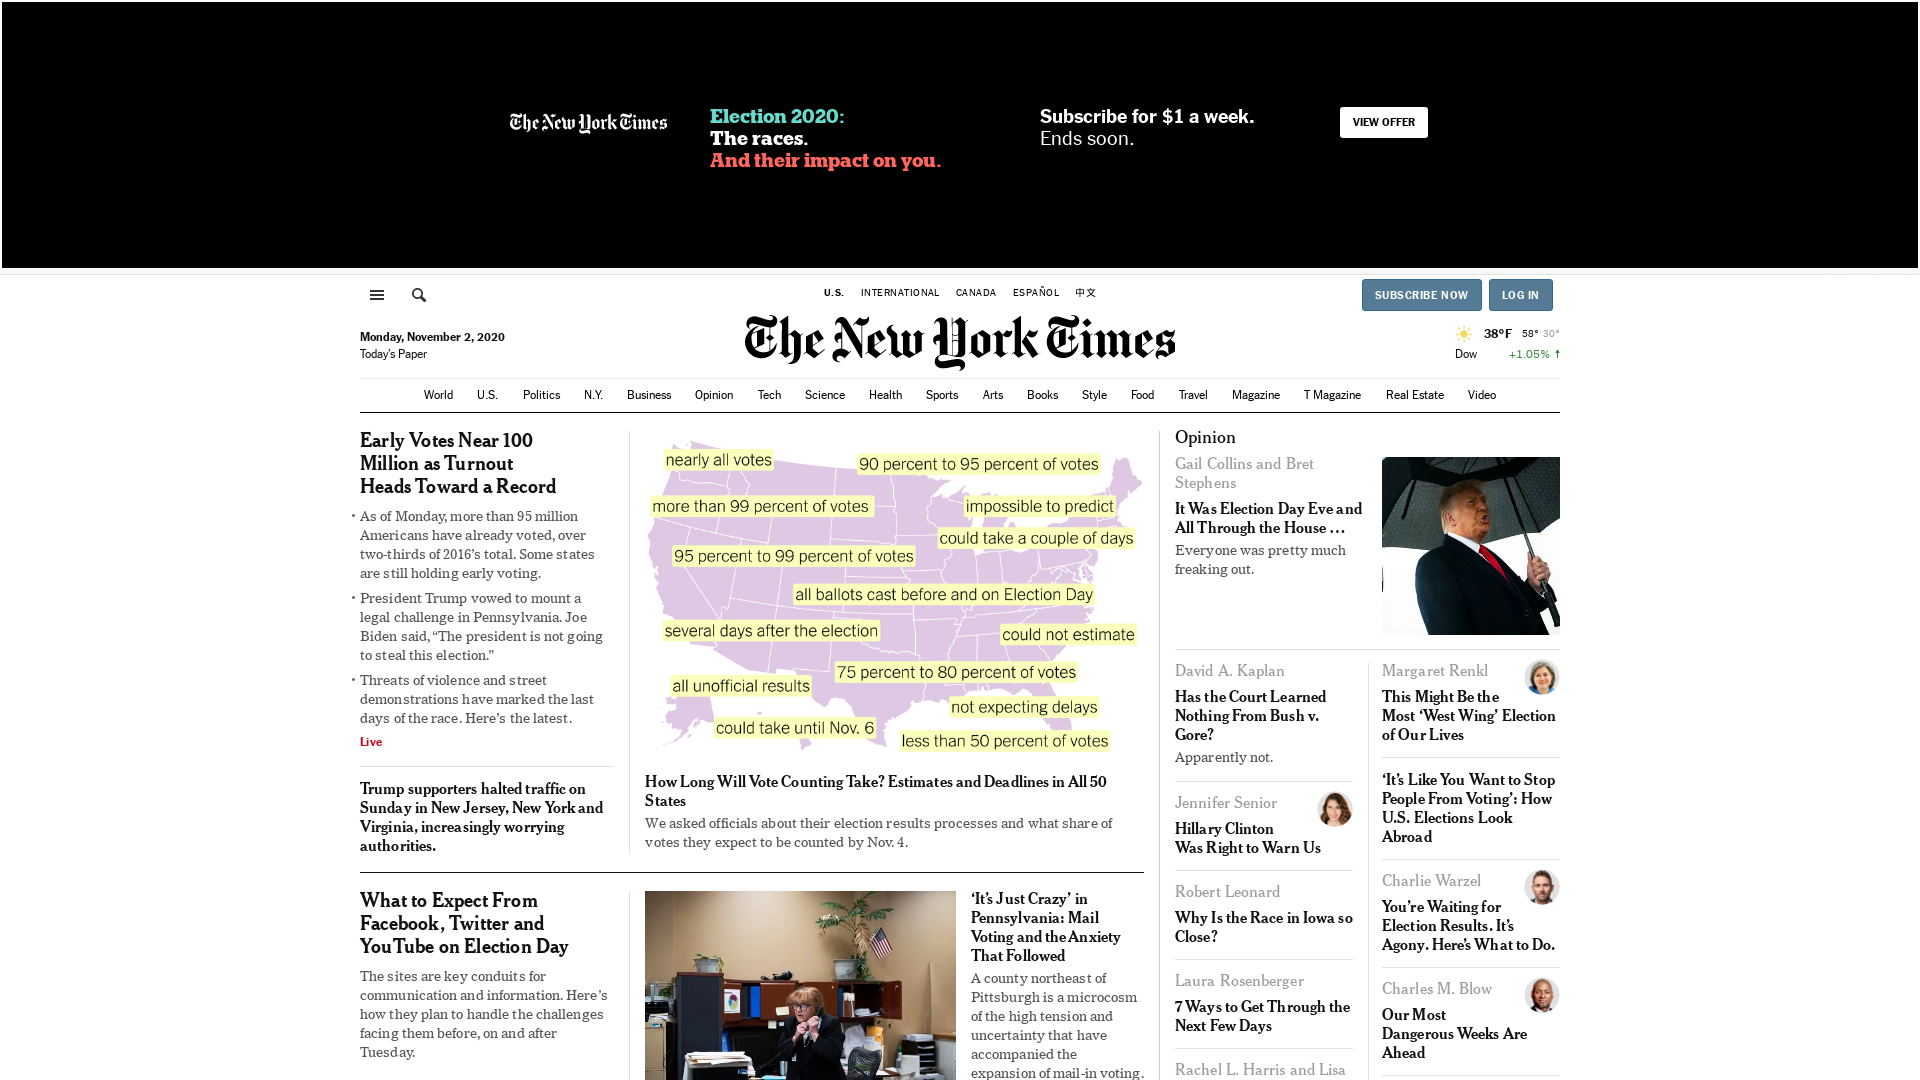 The New York Times
Election 2020:
The races.
And their impact on you.
Subscribe for $1 a week.
Ends soon.
VIEW OFFER
U.S. INTERNATIONAL CANADA ESPAÑOL 中文
SUBSCRIBE NOW LOG IN
Monday, November 2, 2020
Today's Paper
The New York Times
38°F 58° 30°
Dow +1.05% ↑
World U.S. Politics N.Y. Business Opinion Tech Science Health Sports Arts Books Style Food Travel Magazine T Magazine Real Estate Video
Early Votes Near 100
Million as Turnout
Heads Toward a Record
• As of Monday, more than 95 million
Americans have already voted, over
two-thirds of 2016's total. Some states
are still holding early voting.
• President Trump vowed to mount a
legal challenge in Pennsylvania. Joe
Biden said, “The president is not going
to steal this election.”
• Threats of violence and street
demonstrations have marked the last
days of the race. Here's the latest.
Live
Trump supporters halted traffic on
Sunday in New Jersey, New York and
Virginia, increasingly worrying
authorities.
nearly all votes
90 percent to 95 percent of votes
more than 99 percent of votes
impossible to predict
could take a couple of days
95 percent to 99 percent of votes
all ballots cast before and on Election Day
several days after the election
could not estimate
75 percent to 80 percent of votes
all unofficial results
not expecting delays
could take until Nov. 6
less than 50 percent of votes
How Long Will Vote Counting Take? Estimates and Deadlines in All 50
States
We asked officials about their election results processes and what share of
votes they expect to be counted by Nov. 4.
What to Expect From
Facebook, Twitter and
YouTube on Election Day
The sites are key conduits for
communication and information. Here's
how they plan to handle the challenges
facing them before, on and after
Tuesday.
‘It's Just Crazy’ in
Pennsylvania: Mail
Voting and the Anxiety
That Followed
A county northeast of
Pittsburgh is a microcosm
of the high tension and
uncertainty that have
accompanied the
expansion of mail-in voting.
Opinion
Gail Collins and Bret
Stephens
It Was Election Day Eve and
All Through the House …
Everyone was pretty much
freaking out.
David A. Kaplan
Has the Court Learned
Nothing From Bush v.
Gore?
Apparently not.
Jennifer Senior
Hillary Clinton
Was Right to Warn Us
Robert Leonard
Why Is the Race in Iowa so
Close?
Laura Rosenberger
7 Ways to Get Through the
Next Few Days
Rachel L. Harris and Lisa
Margaret Renkl
This Might Be the
Most ‘West Wing’ Election
of Our Lives
‘It's Like You Want to Stop
People From Voting’: How
U.S. Elections Look
Abroad
Charlie Warzel
You're Waiting for
Election Results. It's
Agony. Here's What to Do.
Charles M. Blow
Our Most
Dangerous Weeks Are
Ahead